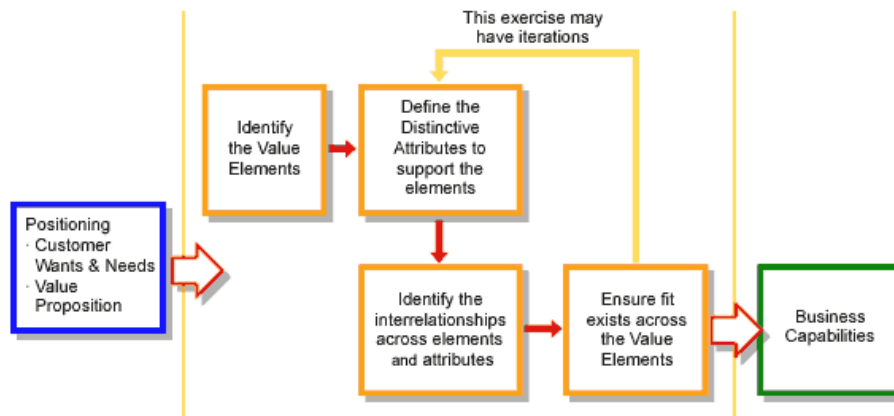 This exercise may
have iterations
Identify
the Value
Elements
Define the
Distinctive
Attributes to
support the
elements
Positioning
· Customer
Wants & Needs
· Value
Proposition
Identify the
interrelationships
across elements
and attributes
Ensure fit
exists across
the Value
Elements
Business
Capabilities